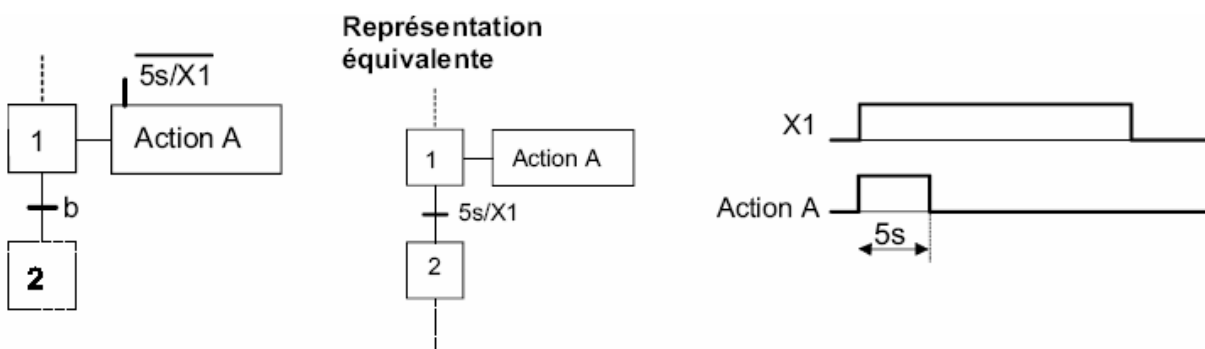 5s/X1
1
Action A
b
2
Représentation
équivalente
1
Action A
5s/X1
2
X1
Action A
5s